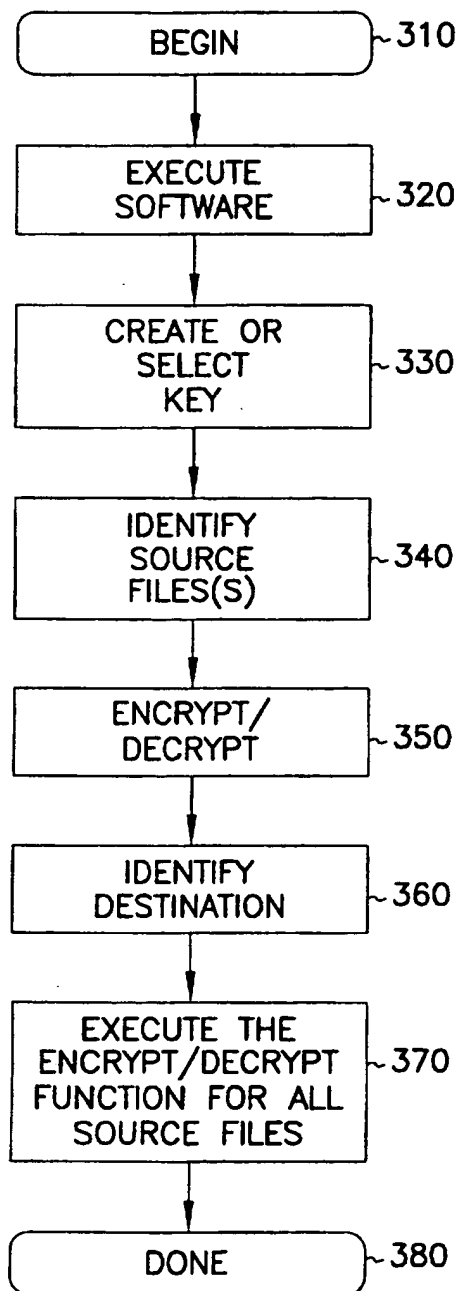 BEGIN
310
EXECUTE
SOFTWARE
320
CREATE OR
SELECT
KEY
330
IDENTIFY
SOURCE
FILES(S)
340
ENCRYPT/
DECRYPT
350
IDENTIFY
DESTINATION
360
EXECUTE THE
ENCRYPT/DECRYPT
FUNCTION FOR ALL
SOURCE FILES
370
DONE
380